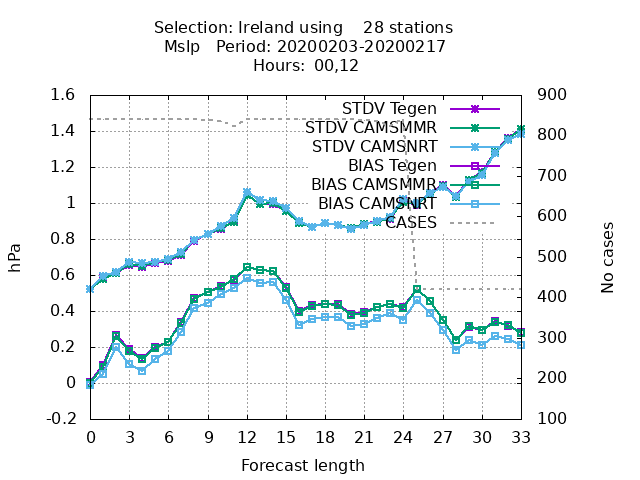 Selection: Ireland using    28 stations
Mslp   Period: 20200203-20200217
Hours:  00,12
1.6
1.4
1.2
1
0.8
0.6
0.4
0.2
0
-0.2
hPa
900
800
700
600
500
400
300
200
100
No cases
STDV Tegen
STDV CAMSMMR
STDV CAMSNRT
BIAS Tegen
BIAS CAMSMMR
BIAS CAMSNRT
CASES
0 3 6 9 12 15 18 21 24 27 30 33
Forecast length